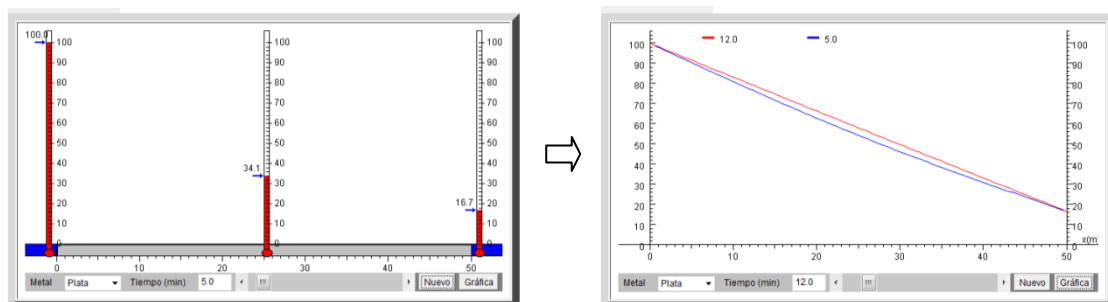 100.0 100 100 100
90 90 90
80 80 80
70 70 70
60 60 60
50 50 50
40 40 40
34.1
30 30 30
20 20 20
16.7
10 10 10
0 0 0
0 10 20 30 40 50
Metal Plata Tiempo (min) 5.0 Nuevo Gráfica
12.0 5.0
100 100
90 90
80 80
70 70
60 60
50 50
40 40
30 30
20 20
10 10
0 x(m
0 10 20 30 40 50
Metal Plata Tiempo (min) 12.0 Nuevo Gráfica